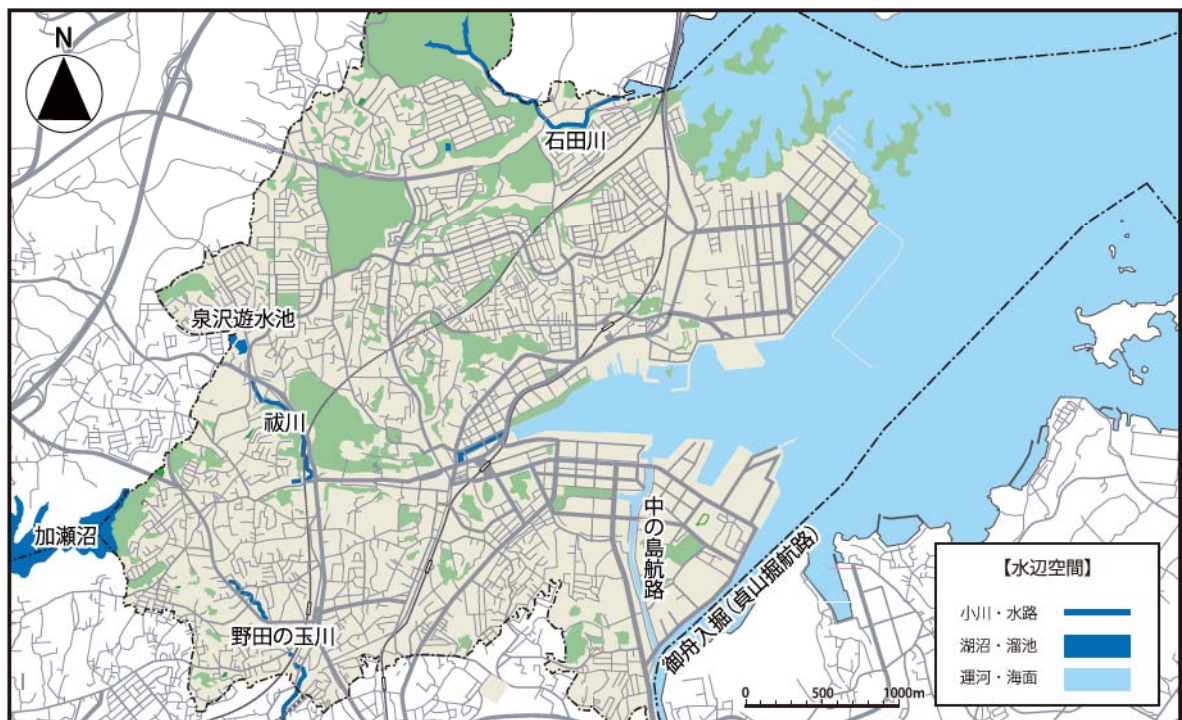 N
石田川
泉沢遊水池
祓川
加瀬沼
野田の玉川
中の島航路
御舟入堀(貞山掘航路)
【水辺空間】
小川・水路
湖沼・溜池
運河・海面
0 500 1000m